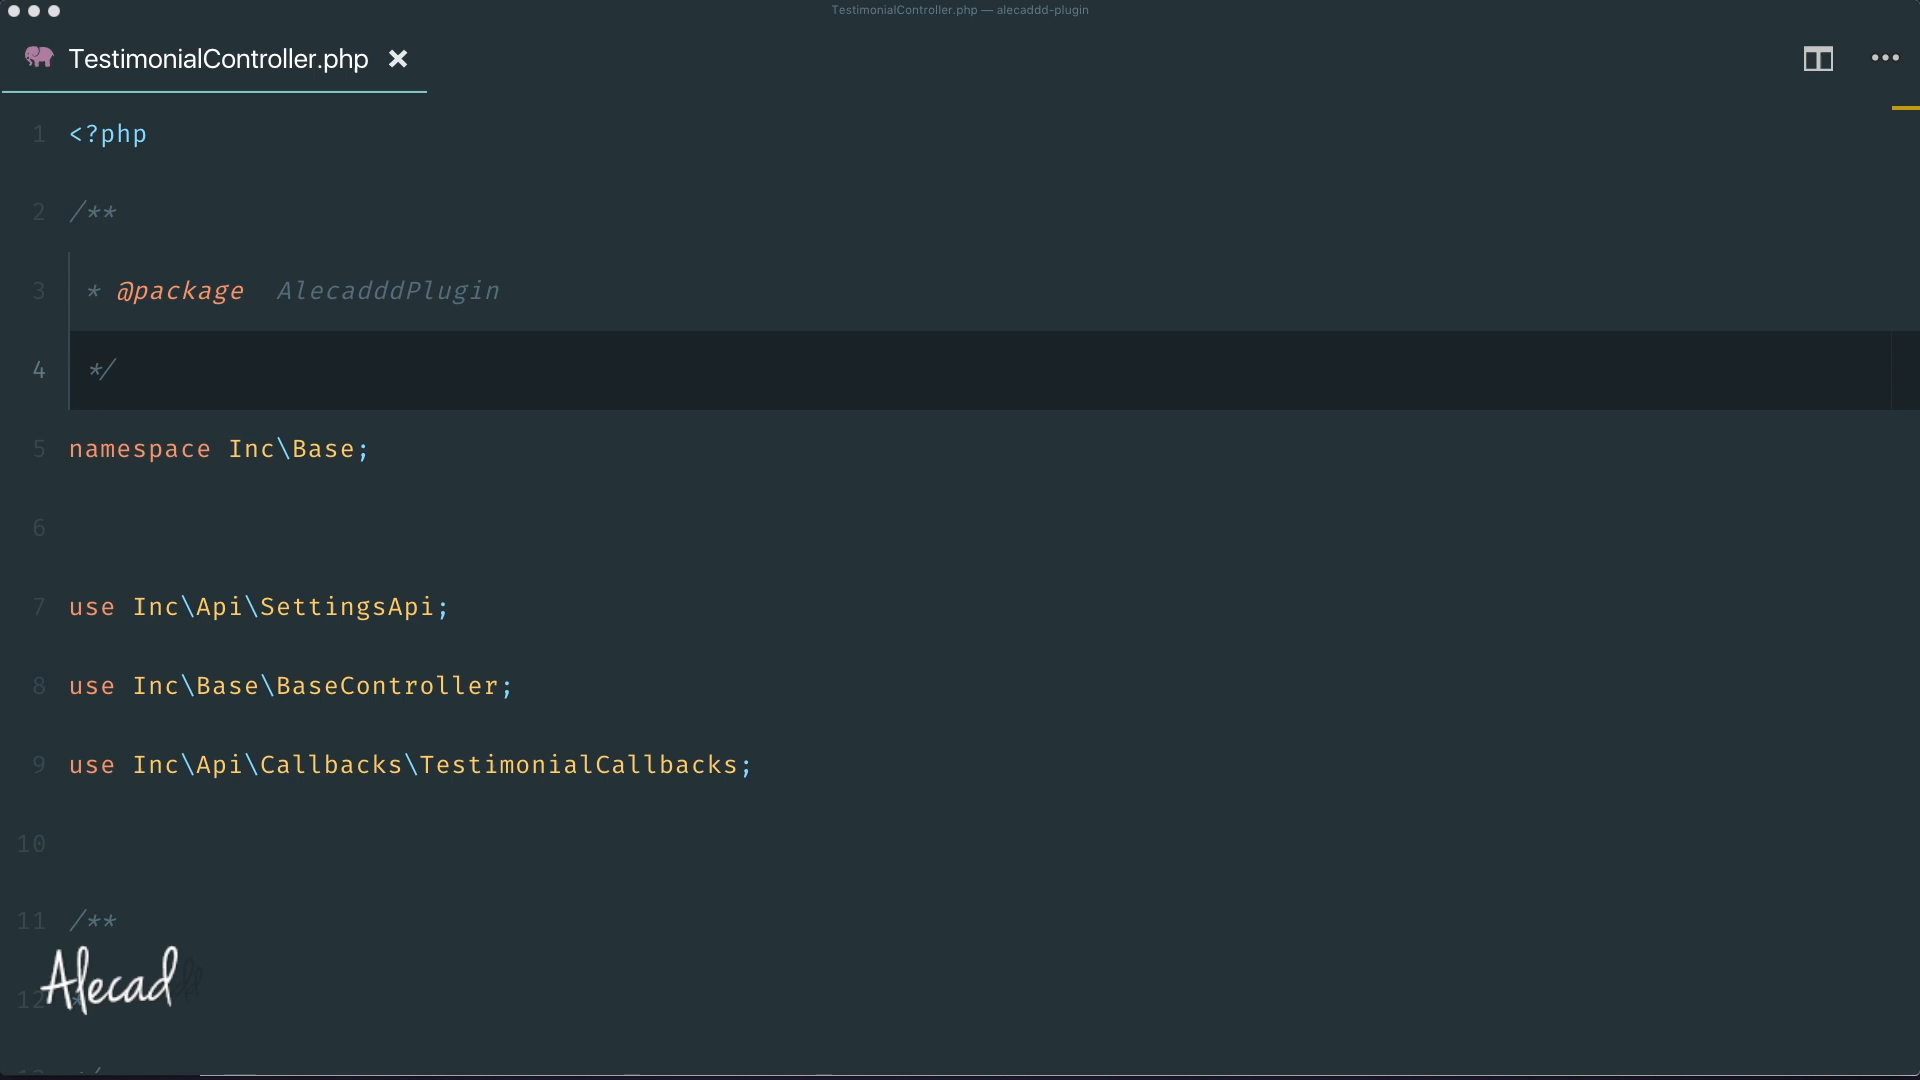 TestimonialController.php — alecaddd-plugin
TestimonialController.php
1 <?php
2 /**
3 * @package AlecadddPlugin
4 */
5 namespace Inc\Base;
6
7 use Inc\Api\SettingsApi;
8 use Inc\Base\BaseController;
9 use Inc\Api\Callbacks\TestimonialCallbacks;
10
11 /**
12 *
Alecad